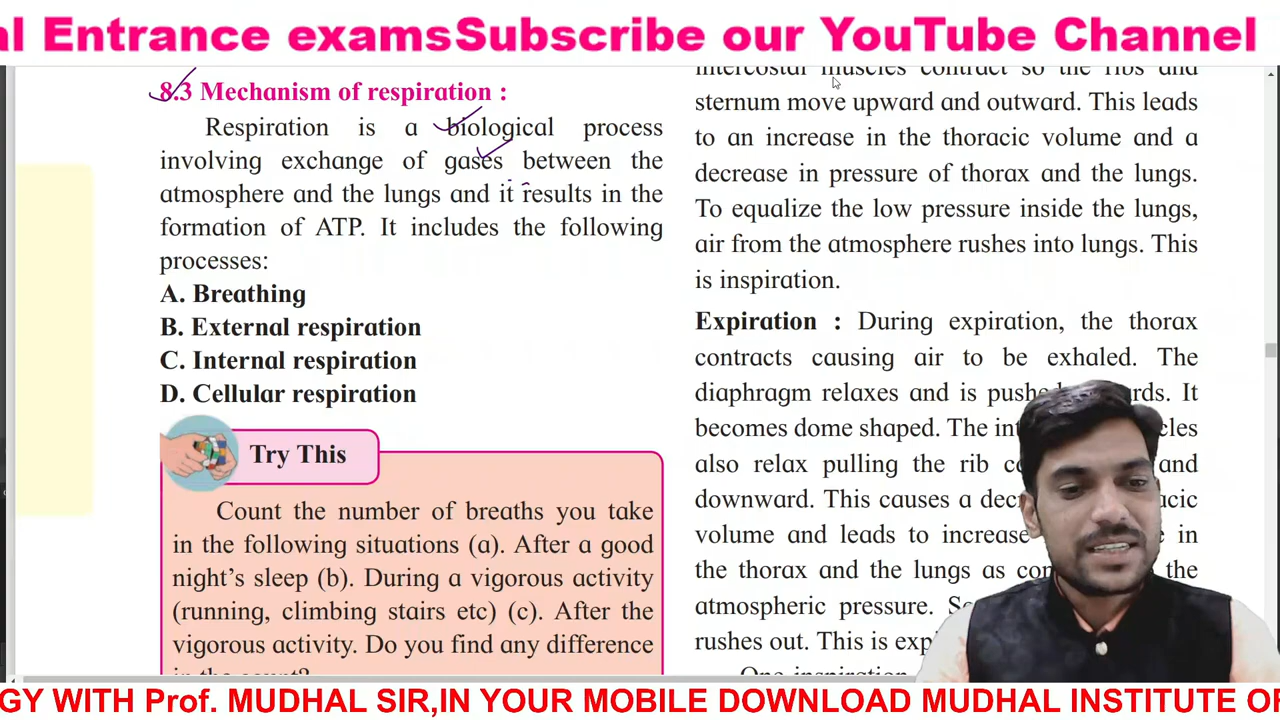 al Entrance examsSubscribe our YouTube Channel
8.3 Mechanism of respiration :
Respiration is a biological process
involving exchange of gases between the
atmosphere and the lungs and it results in the
formation of ATP. It includes the following
processes:
A. Breathing
B. External respiration
C. Internal respiration
D. Cellular respiration
Try This
Count the number of breaths you take
in the following situations (a). After a good
night's sleep (b). During a vigorous activity
(running, climbing stairs etc) (c). After the
vigorous activity. Do you find any difference
in the count?
intercostal muscles contract so the ribs and
sternum move upward and outward. This leads
to an increase in the thoracic volume and a
decrease in pressure of thorax and the lungs.
To equalize the low pressure inside the lungs,
air from the atmosphere rushes into lungs. This
is inspiration.
Expiration : During expiration, the thorax
contracts causing air to be exhaled. The
diaphragm relaxes and is pushed It
becomes dome shaped. The
also relax pulling the rib and
downward. This causes a
volume and leads to increase in
the thorax and the lungs as the
atmospheric pressure.
rushes out. This is
One inspiration
GY WITH Prof. MUDHAL SIR,IN YOUR MOBILE DOWNLOAD MUDHAL INSTITUTE OF